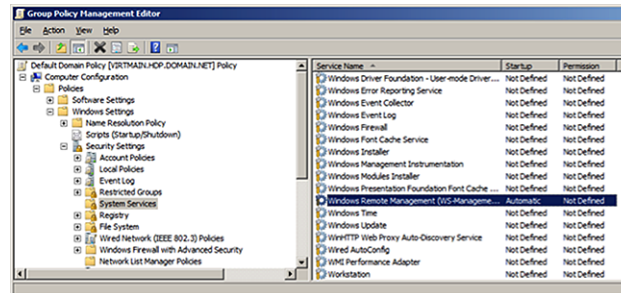 Group Policy Management Editor
File Action View Help
Default Domain Policy [VIRTMAIN.HDP.DOMAIN.NET] Policy
Computer Configuration
Policies
Software Settings
Windows Settings
Name Resolution Policy
Scripts (Startup/Shutdown)
Security Settings
Account Policies
Local Policies
Event Log
Restricted Groups
System Services
Registry
File System
Wired Network (IEEE 802.3) Policies
Windows Firewall with Advanced Security
Network List Manager Policies
Service Name Startup Permission
Windows Driver Foundation - User-mode Driver... Not Defined Not Defined
Windows Error Reporting Service Not Defined Not Defined
Windows Event Collector Not Defined Not Defined
Windows Event Log Not Defined Not Defined
Windows Firewall Not Defined Not Defined
Windows Font Cache Service Not Defined Not Defined
Windows Installer Not Defined Not Defined
Windows Management Instrumentation Not Defined Not Defined
Windows Modules Installer Not Defined Not Defined
Windows Presentation Foundation Font Cache ... Not Defined Not Defined
Windows Remote Management (WS-Manageme... Automatic Not Defined
Windows Time Not Defined Not Defined
Windows Update Not Defined Not Defined
WinHTTP Web Proxy Auto-Discovery Service Not Defined Not Defined
Wired AutoConfig Not Defined Not Defined
WMI Performance Adapter Not Defined Not Defined
Workstation Not Defined Not Defined